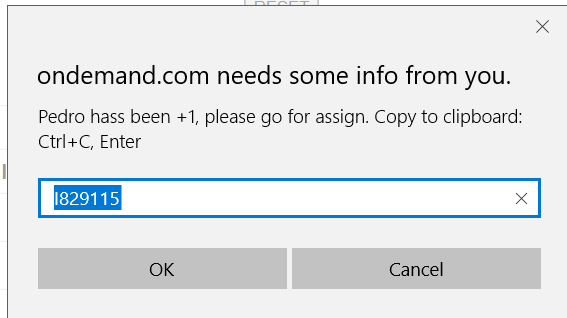 RESET
ondemand.com needs some info from you.
Pedro hass been +1, please go for assign. Copy to clipboard:
Ctrl+C, Enter
I829115
OK
Cancel